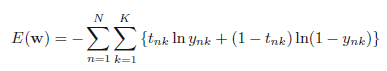 E(w) = − ∑_{n=1}^{N} ∑_{k=1}^{K} {t_{nk} ln y_{nk} + (1 − t_{nk}) ln(1 − y_{nk})}